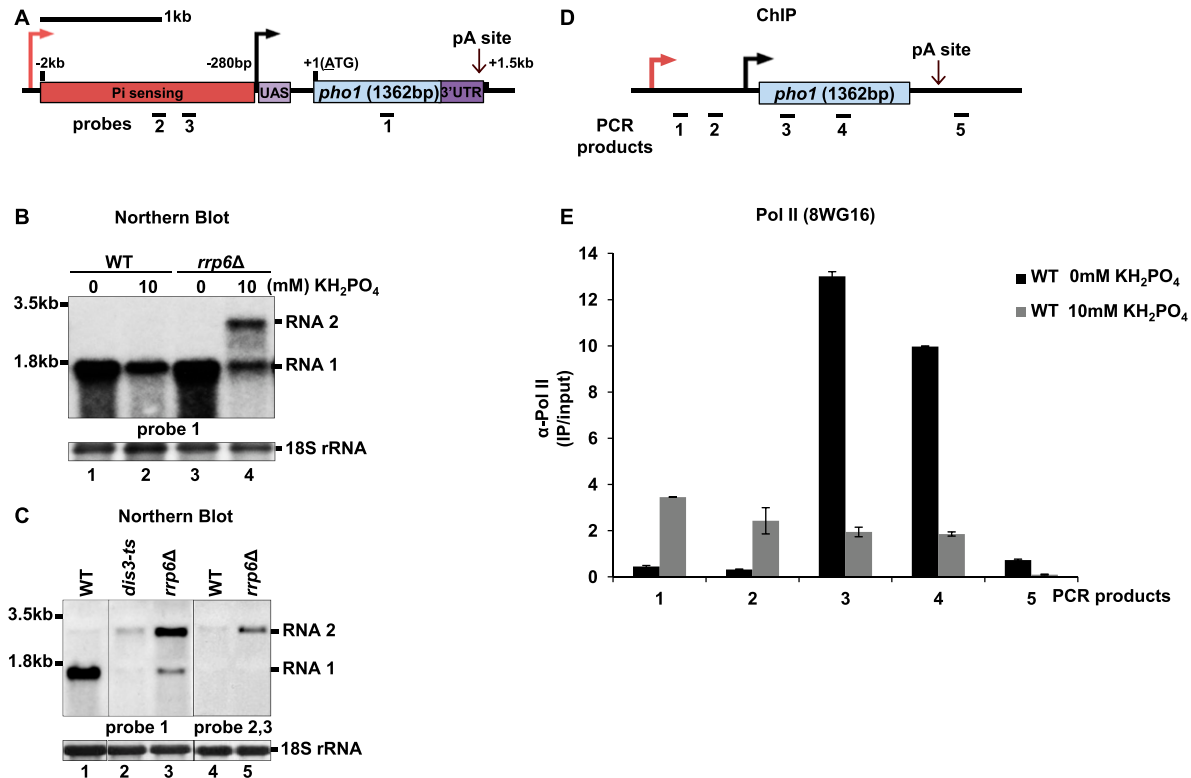 A
1kb
-2kb
-280bp
+1(ATG)
pA site
+1.5kb
Pi sensing
UAS
pho1 (1362bp)
3'UTR
probes
2
3
1
D
ChIP
pA site
pho1 (1362bp)
PCR products
1
2
3
4
5
B
Northern Blot
WT
rrp6Δ
0
10
0
10
(mM) KH₂PO₄
3.5kb
RNA 2
1.8kb
RNA 1
probe 1
18S rRNA
1
2
3
4
C
Northern Blot
WT
dis3-ts
rrp6Δ
WT
rrp6Δ
3.5kb
RNA 2
1.8kb
RNA 1
probe 1
probe 2,3
18S rRNA
1
2
3
4
5
E
Pol II (8WG16)
α-Pol II
(IP/input)
14
12
10
8
6
4
2
0
WT 0mM KH₂PO₄
WT 10mM KH₂PO₄
1
2
3
4
5
PCR products